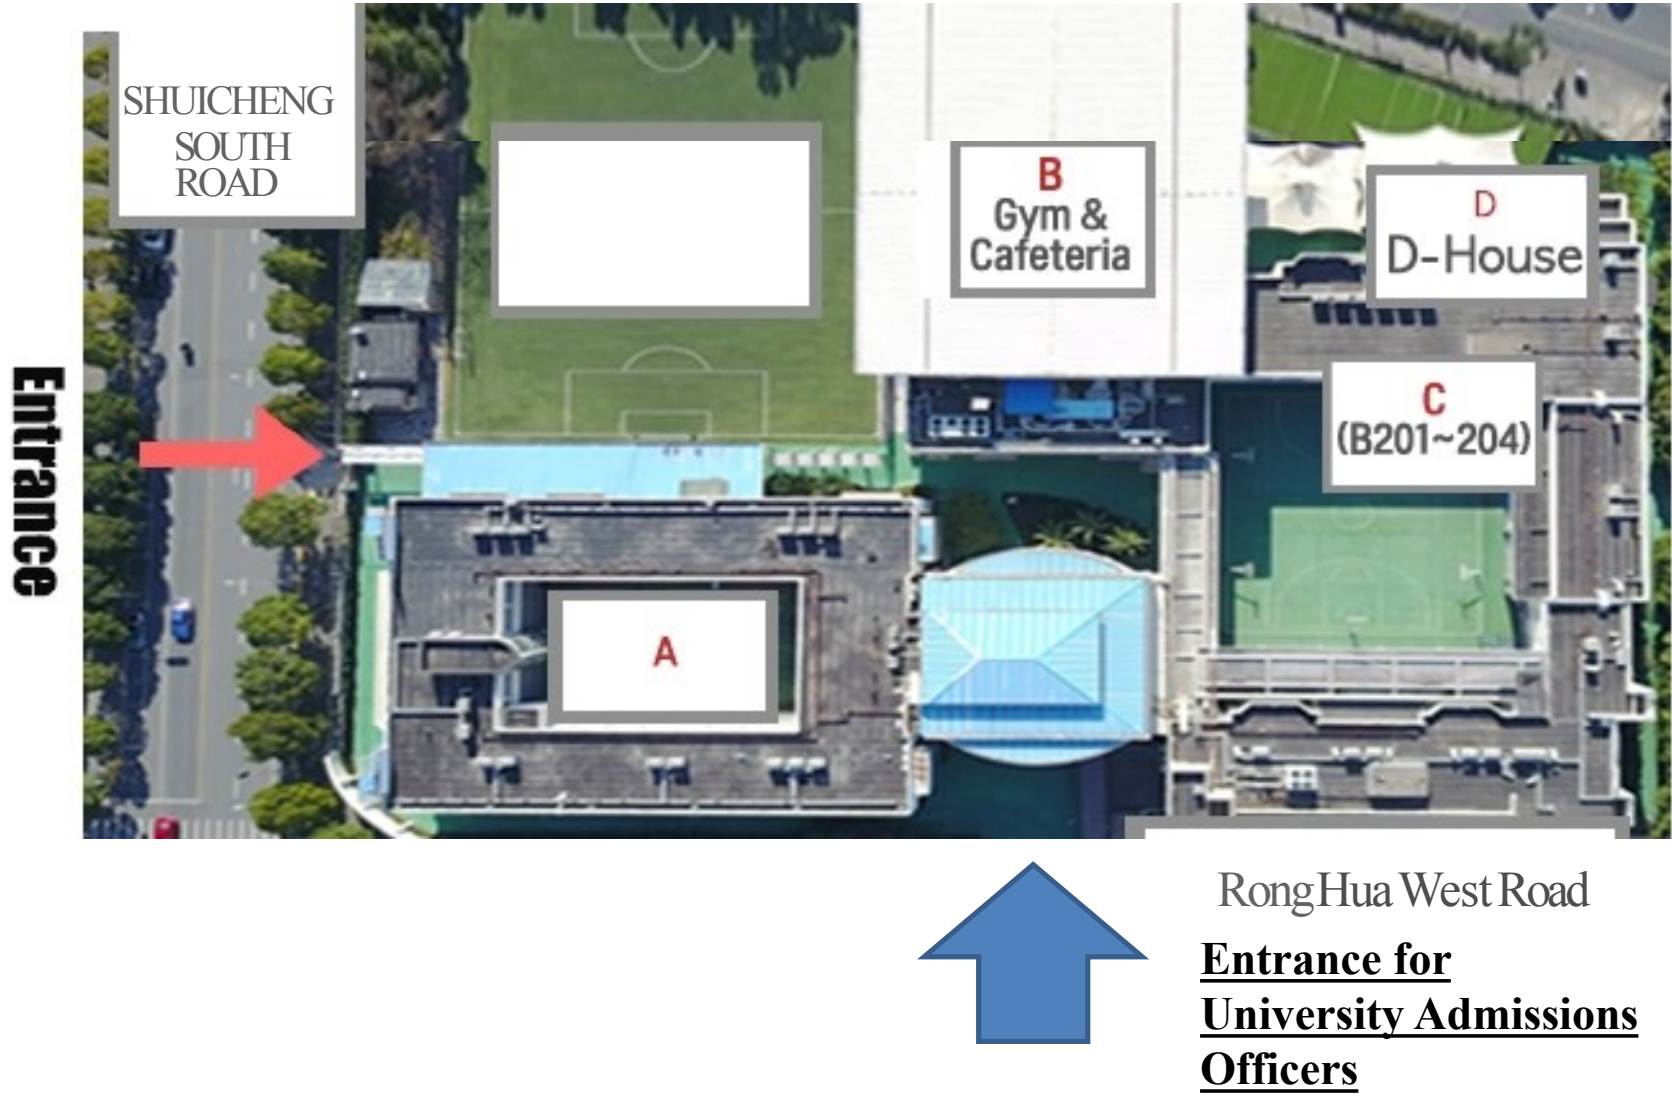 SHUICHENG
SOUTH
ROAD
B
Gym &
Cafeteria
D
D-House
C
(B201~204)
Entrance
A
RongHua West Road
Entrance for
University Admissions
Officers